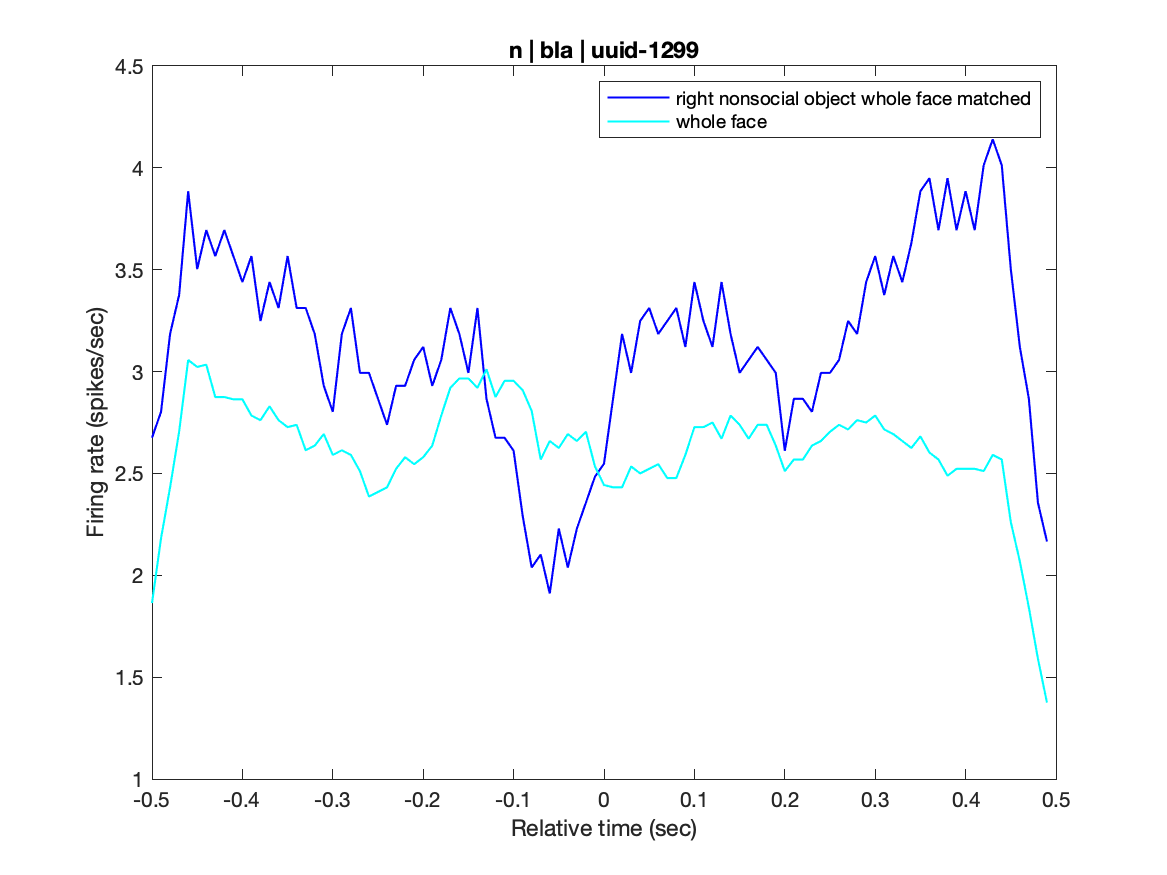 n | bla | uuid-1299
right nonsocial object whole face matched
whole face
Firing rate (spikes/sec)
4.5
4
3.5
3
2.5
2
1.5
1
-0.5 -0.4 -0.3 -0.2 -0.1 0 0.1 0.2 0.3 0.4 0.5
Relative time (sec)